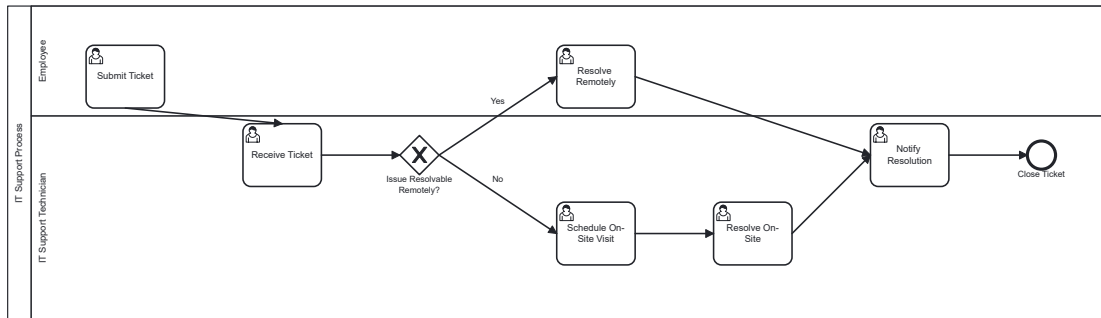 IT Support Process
Employee
Submit Ticket
Resolve
Remotely
Yes
IT Support Technician
Receive Ticket
Issue Resolvable
Remotely?
No
Schedule On-
Site Visit
Resolve On-
Site
Notify
Resolution
Close Ticket